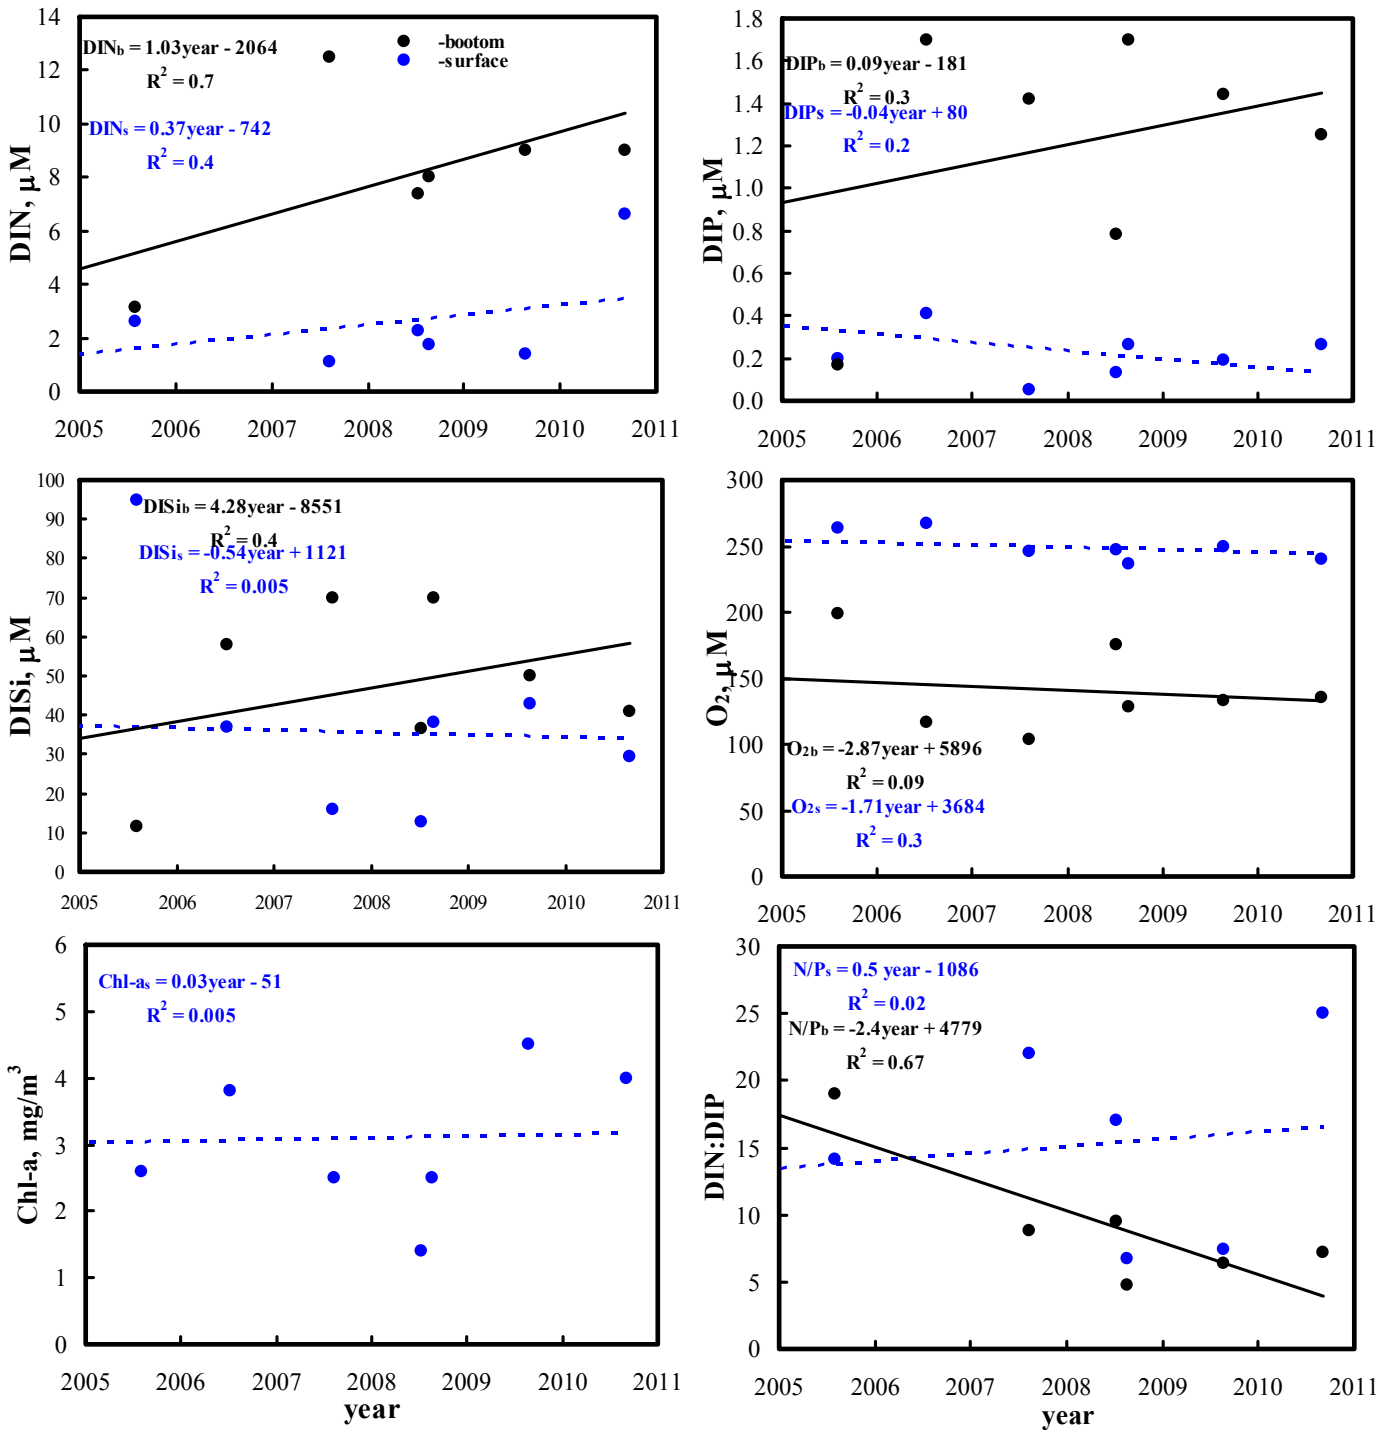 14
12
10
8
6
4
2
0
DIN, μM
DINb = 1.03year - 2064
R2 = 0.7
DINs = 0.37year - 742
R2 = 0.4
-bootom
-surface
2005 2006 2007 2008 2009 2010 2011
1.8
1.6
1.4
1.2
1.0
0.8
0.6
0.4
0.2
0.0
DIP, μM
DIPb = 0.09year - 181
R2 = 0.3
DIPs = -0.04year + 80
R2 = 0.2
2005 2006 2007 2008 2009 2010 2011
100
90
80
70
60
50
40
30
20
10
0
DISi, μM
DISib = 4.28year - 8551
R2 = 0.4
DISis = -0.54year + 1121
R2 = 0.005
2005 2006 2007 2008 2009 2010 2011
300
250
200
150
100
50
0
O2, μM
O2b = -2.87year + 5896
R2 = 0.09
O2s = -1.71year + 3684
R2 = 0.3
2005 2006 2007 2008 2009 2010 2011
6
5
4
3
2
1
0
Chl-a, mg/m3
Chl-as = 0.03year - 51
R2 = 0.005
2005 2006 2007 2008 2009 2010 2011
year
30
25
20
15
10
5
0
DIN:DIP
N/Ps = 0.5 year - 1086
R2 = 0.02
N/Pb = -2.4year + 4779
R2 = 0.67
2005 2006 2007 2008 2009 2010 2011
year